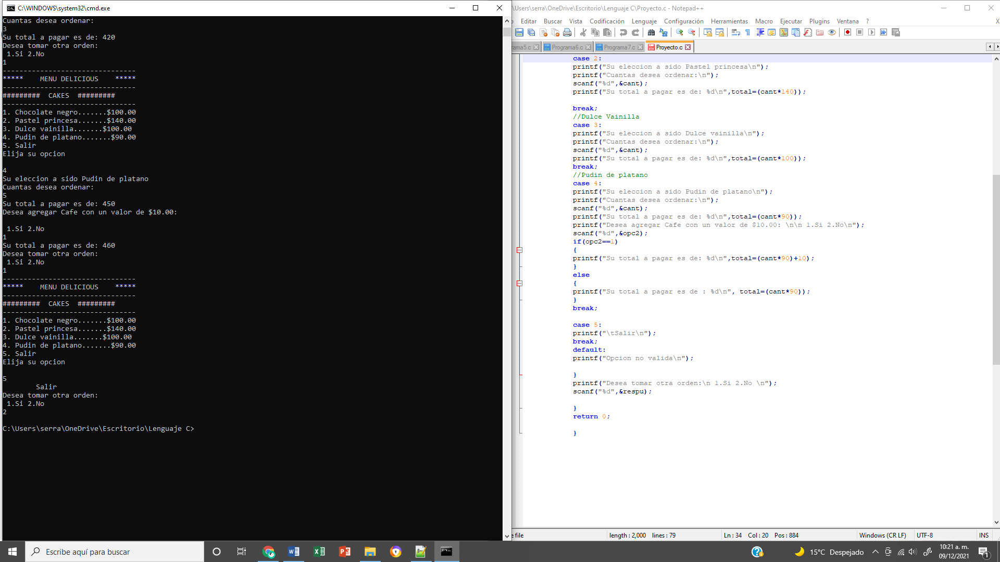 C:\WINDOWS\system32\cmd.exe
Cuantas desea ordenar:
3
Su total a pagar es de: 420
Desea tomar otra orden:
 1.Si 2.No
1
--------------------------------
*****    MENU DELICIOUS    *****
--------------------------------
#########  CAKES  #########
--------------------------------
1. Chocolate negro.......$100.00
2. Pastel princesa.......$140.00
3. Dulce vainilla.......$100.00
4. Pudin de platano.......$90.00
5. Salir
Elija su opcion
4
Su eleccion a sido Pudin de platano
Cuantas desea ordenar:
5
Su total a pagar es de: 450
Desea agregar Cafe con un valor de $10.00:
 1.Si 2.No
1
Su total a pagar es de: 460
Desea tomar otra orden:
 1.Si 2.No
1
--------------------------------
*****    MENU DELICIOUS    *****
--------------------------------
#########  CAKES  #########
--------------------------------
1. Chocolate negro.......$100.00
2. Pastel princesa.......$140.00
3. Dulce vainilla.......$100.00
4. Pudin de platano.......$90.00
5. Salir
Elija su opcion
5
        Salir
Desea tomar otra orden:
 1.Si 2.No
2
C:\Users\serra\OneDrive\Escritorio\Lenguaje C>
\Users\serra\OneDrive\Escritorio\Lenguaje C\Proyecto.c - Notepad++
Editar Buscar Vista Codificación Lenguaje Configuración Herramientas Macro Ejecutar Plugins Ventana ? X
rama5.c Programa6.c Programa7.c Proyecto.c
case 2:
printf("Su eleccion a sido Pastel princesa\n");
printf("Cuantas desea ordenar:\n");
scanf("%d",&cant);
printf("Su total a pagar es de: %d\n",total=(cant*140));
break;
//Dulce Vainilla
case 3:
printf("Su eleccion a sido Dulce vainilla\n");
printf("Cuantas desea ordenar:\n");
scanf("%d",&cant);
printf("Su total a pagar es de: %d\n",total=(cant*100));
break;
//Pudin de platano
case 4:
printf("Su eleccion a sido Pudin de platano\n");
printf("Cuantas desea ordenar:\n");
scanf("%d",&cant);
printf("Su total a pagar es de: %d\n",total=(cant*90));
printf("Desea agregar Cafe con un valor de $10.00: \n\n 1.Si 2.No\n");
scanf("%d",&opc2);
if(opc2==1)
{
printf("Su total a pagar es de: %d\n",total=(cant*90)+10);
}
else
{
printf("Su total a pagar es de : %d\n", total=(cant*90));
}
break;
case 5:
printf("\tSalir\n");
break;
default:
printf("Opcion no valida\n");
}
printf("Desea tomar otra orden:\n 1.Si 2.No \n");
scanf("%d",&respu);
}
return 0;
}
e file length : 2,000 lines : 79 Ln : 34 Col : 20 Pos : 884 Windows (CR LF) UTF-8 INS
Escribe aquí para buscar
15°C Despejado
10:21 a. m.
09/12/2021
1